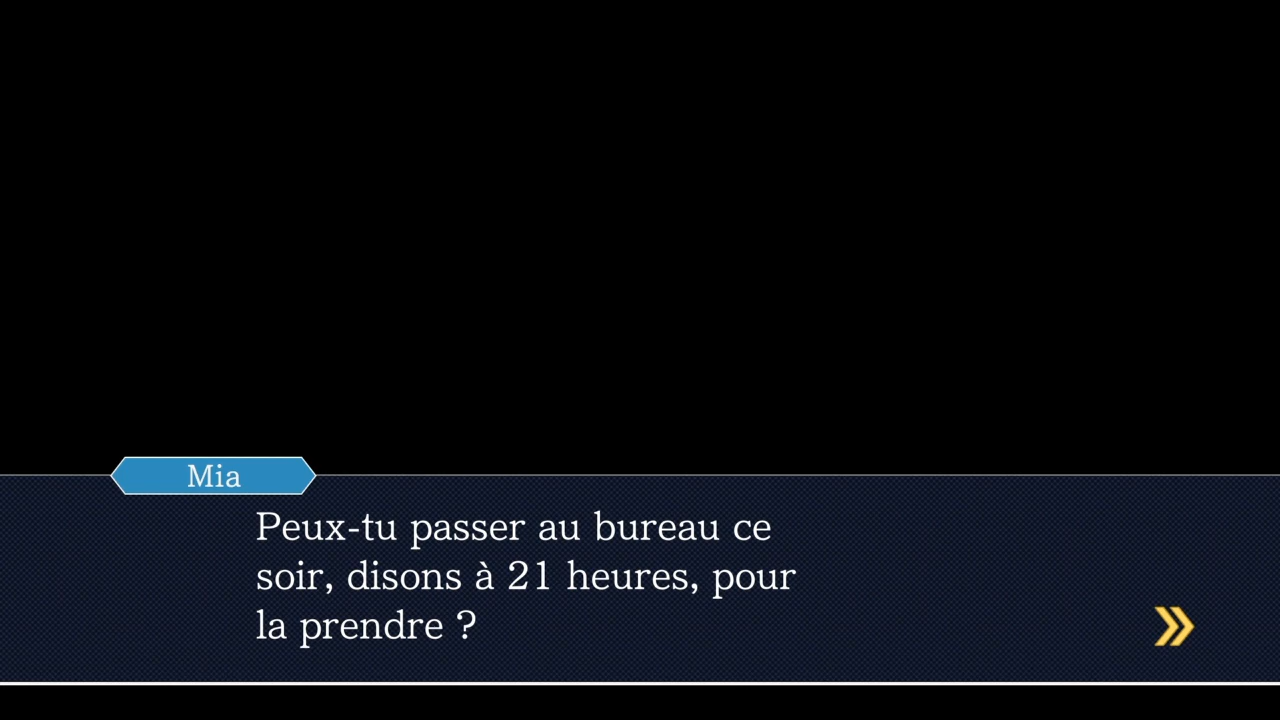 Mia
Peux-tu passer au bureau ce
soir, disons à 21 heures, pour
la prendre ?